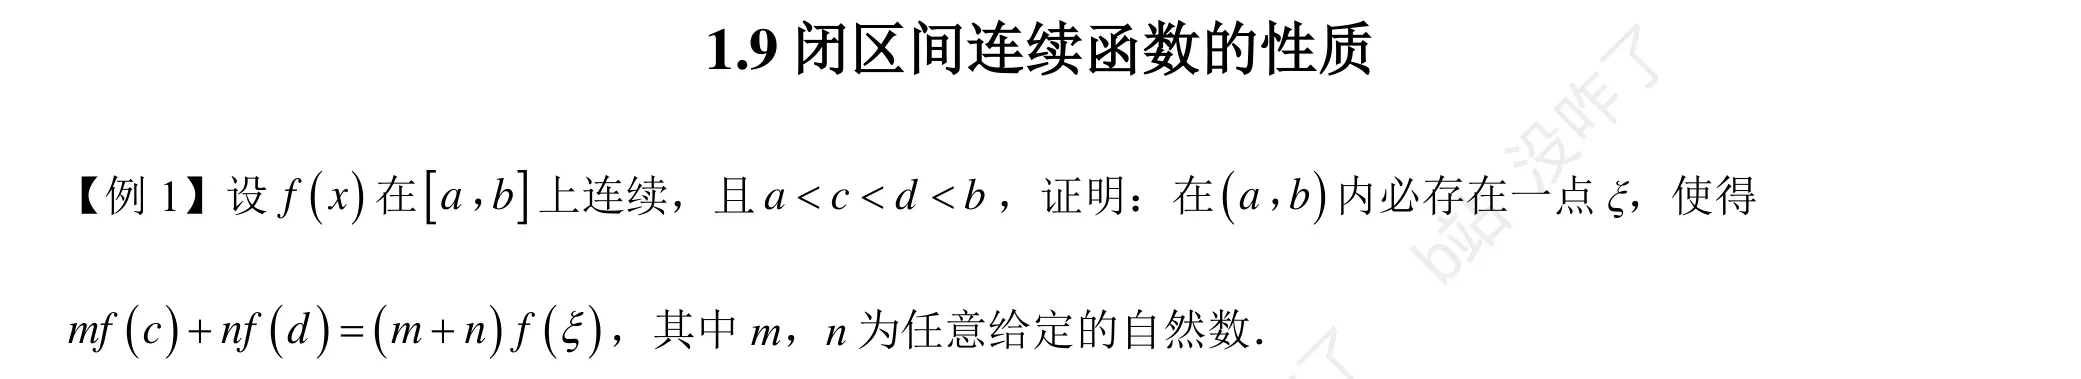 1.9 闭区间连续函数的性质
【例 1】设 f(x) 在 [a,b] 上连续，且 a < c < d < b，证明：在 (a,b) 内必存在一点 ξ，使得
mf(c)+nf(d)=(m+n)f(ξ)，其中 m，n 为任意给定的自然数.
b站 没咋了
了